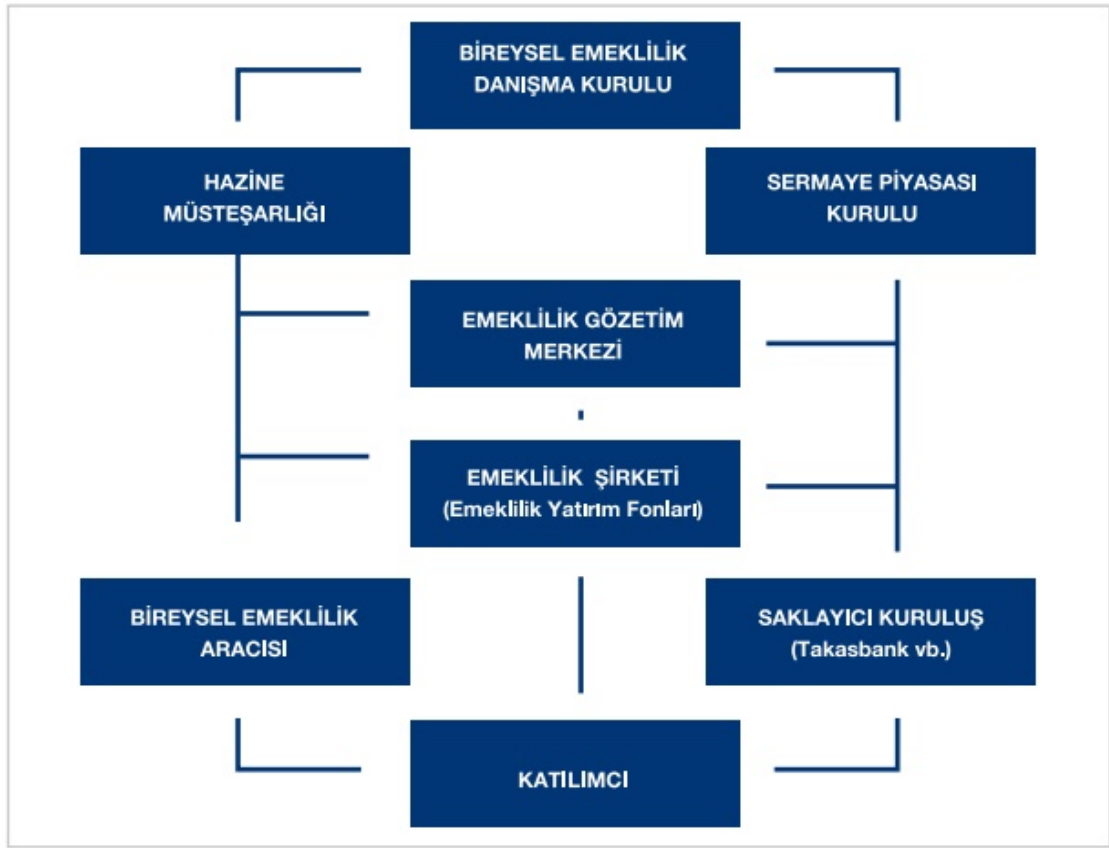 BİREYSEL EMEKLİLİK
DANIŞMA KURULU
HAZİNE
MÜSTEŞARLIĞI
SERMAYE PİYASASI
KURULU
EMEKLİLİK GÖZETİM
MERKEZİ
EMEKLİLİK ŞİRKETİ
(Emeklilik Yatırım Fonları)
BİREYSEL EMEKLİLİK
ARACISI
SAKLAYICI KURULUŞ
(Takasbank vb.)
KATILIMCI